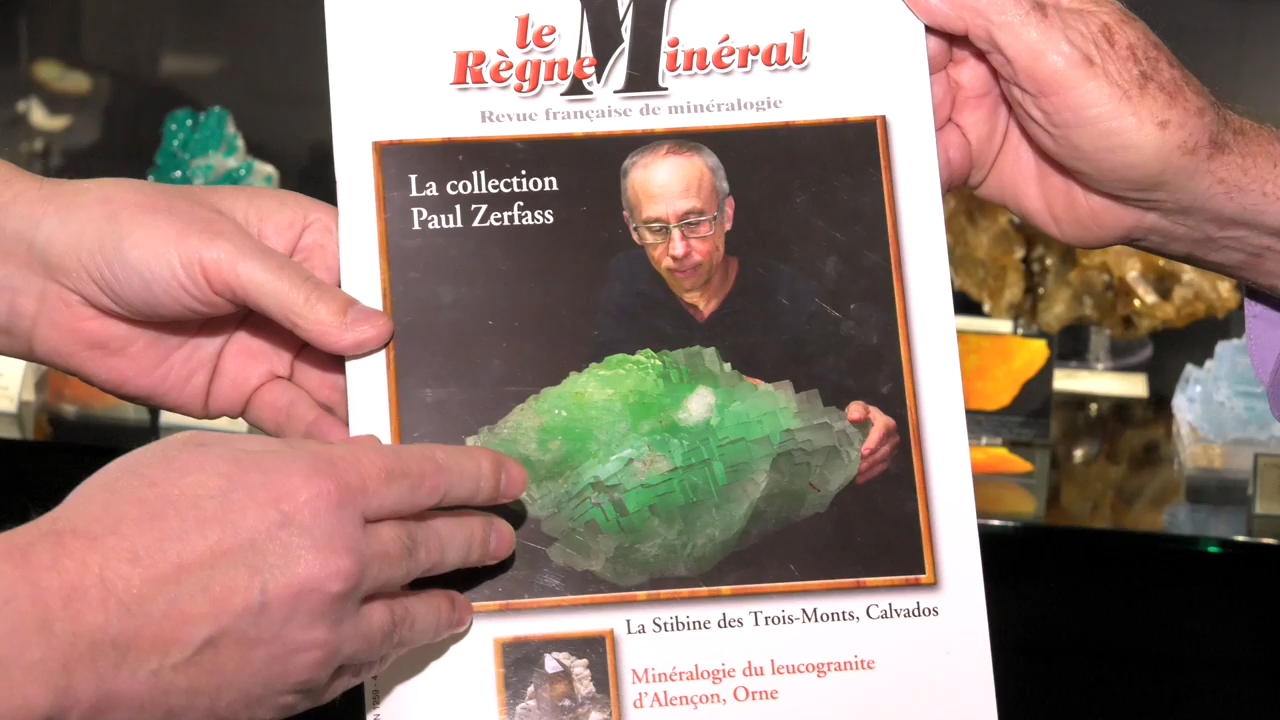 le
Règne Minéral
Revue française de minéralogie
La collection
Paul Zerfass
La Stibine des Trois-Monts, Calvados
Minéralogie du leucogranite
d'Alençon, Orne